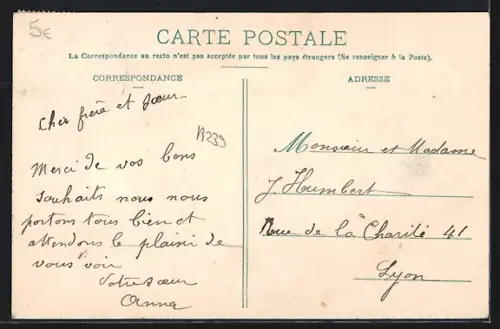 5€
CARTE POSTALE
La Correspondance au recto n'est pas acceptée par tous les pays étrangers (Se renseigner à la Poste).
CORRESPONDANCE
Cher frère et sœur
A239
Merci de vos bons
souhaits nous nous
portons tous bien et
attendons le plaisir de
vous voir
Votre sœur
Anna
ADRESSE
Monsieur et Madame
J. Humbert
Rue de la Charité 41
Lyon